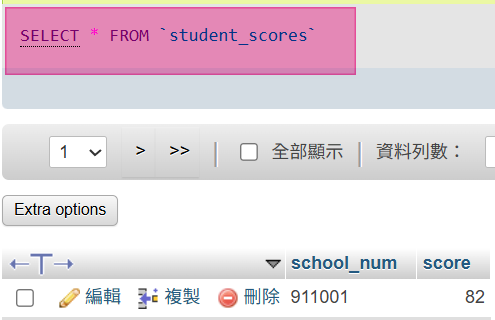 SELECT * FROM `student_scores`
1 > >> | 全部顯示 | 資料列數：
Extra options
←T→ school_num score
編輯 複製 刪除 911001 82